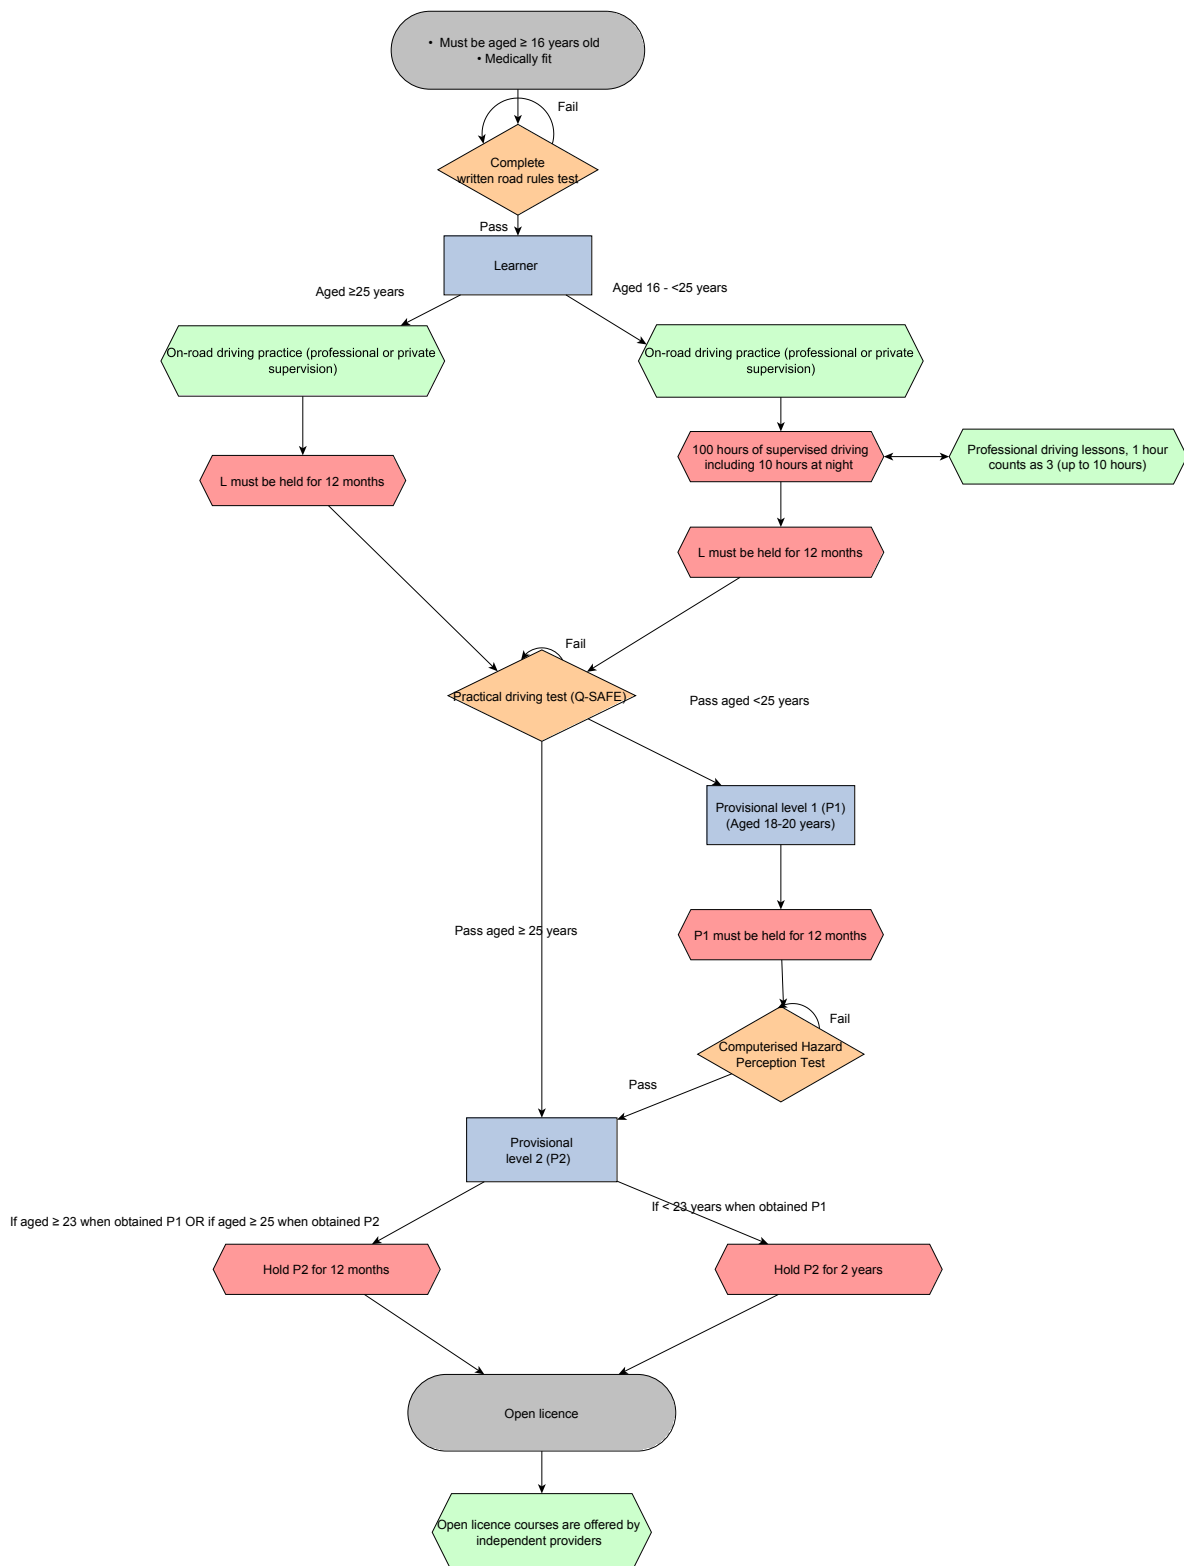 • Must be aged ≥ 16 years old
• Medically fit
Fail
Complete
written road rules test
Pass
Learner
Aged ≥25 years
Aged 16 - <25 years
On-road driving practice (professional or private
supervision)
On-road driving practice (professional or private
supervision)
100 hours of supervised driving
including 10 hours at night
Professional driving lessons, 1 hour
counts as 3 (up to 10 hours)
L must be held for 12 months
L must be held for 12 months
Fail
Practical driving test (Q-SAFE)
Pass aged <25 years
Provisional level 1 (P1)
(Aged 18-20 years)
Pass aged ≥ 25 years
P1 must be held for 12 months
Fail
Computerised Hazard
Perception Test
Pass
Provisional
level 2 (P2)
If aged ≥ 23 when obtained P1 OR if aged ≥ 25 when obtained P2
If < 23 years when obtained P1
Hold P2 for 12 months
Hold P2 for 2 years
Open licence
Open licence courses are offered by
independent providers